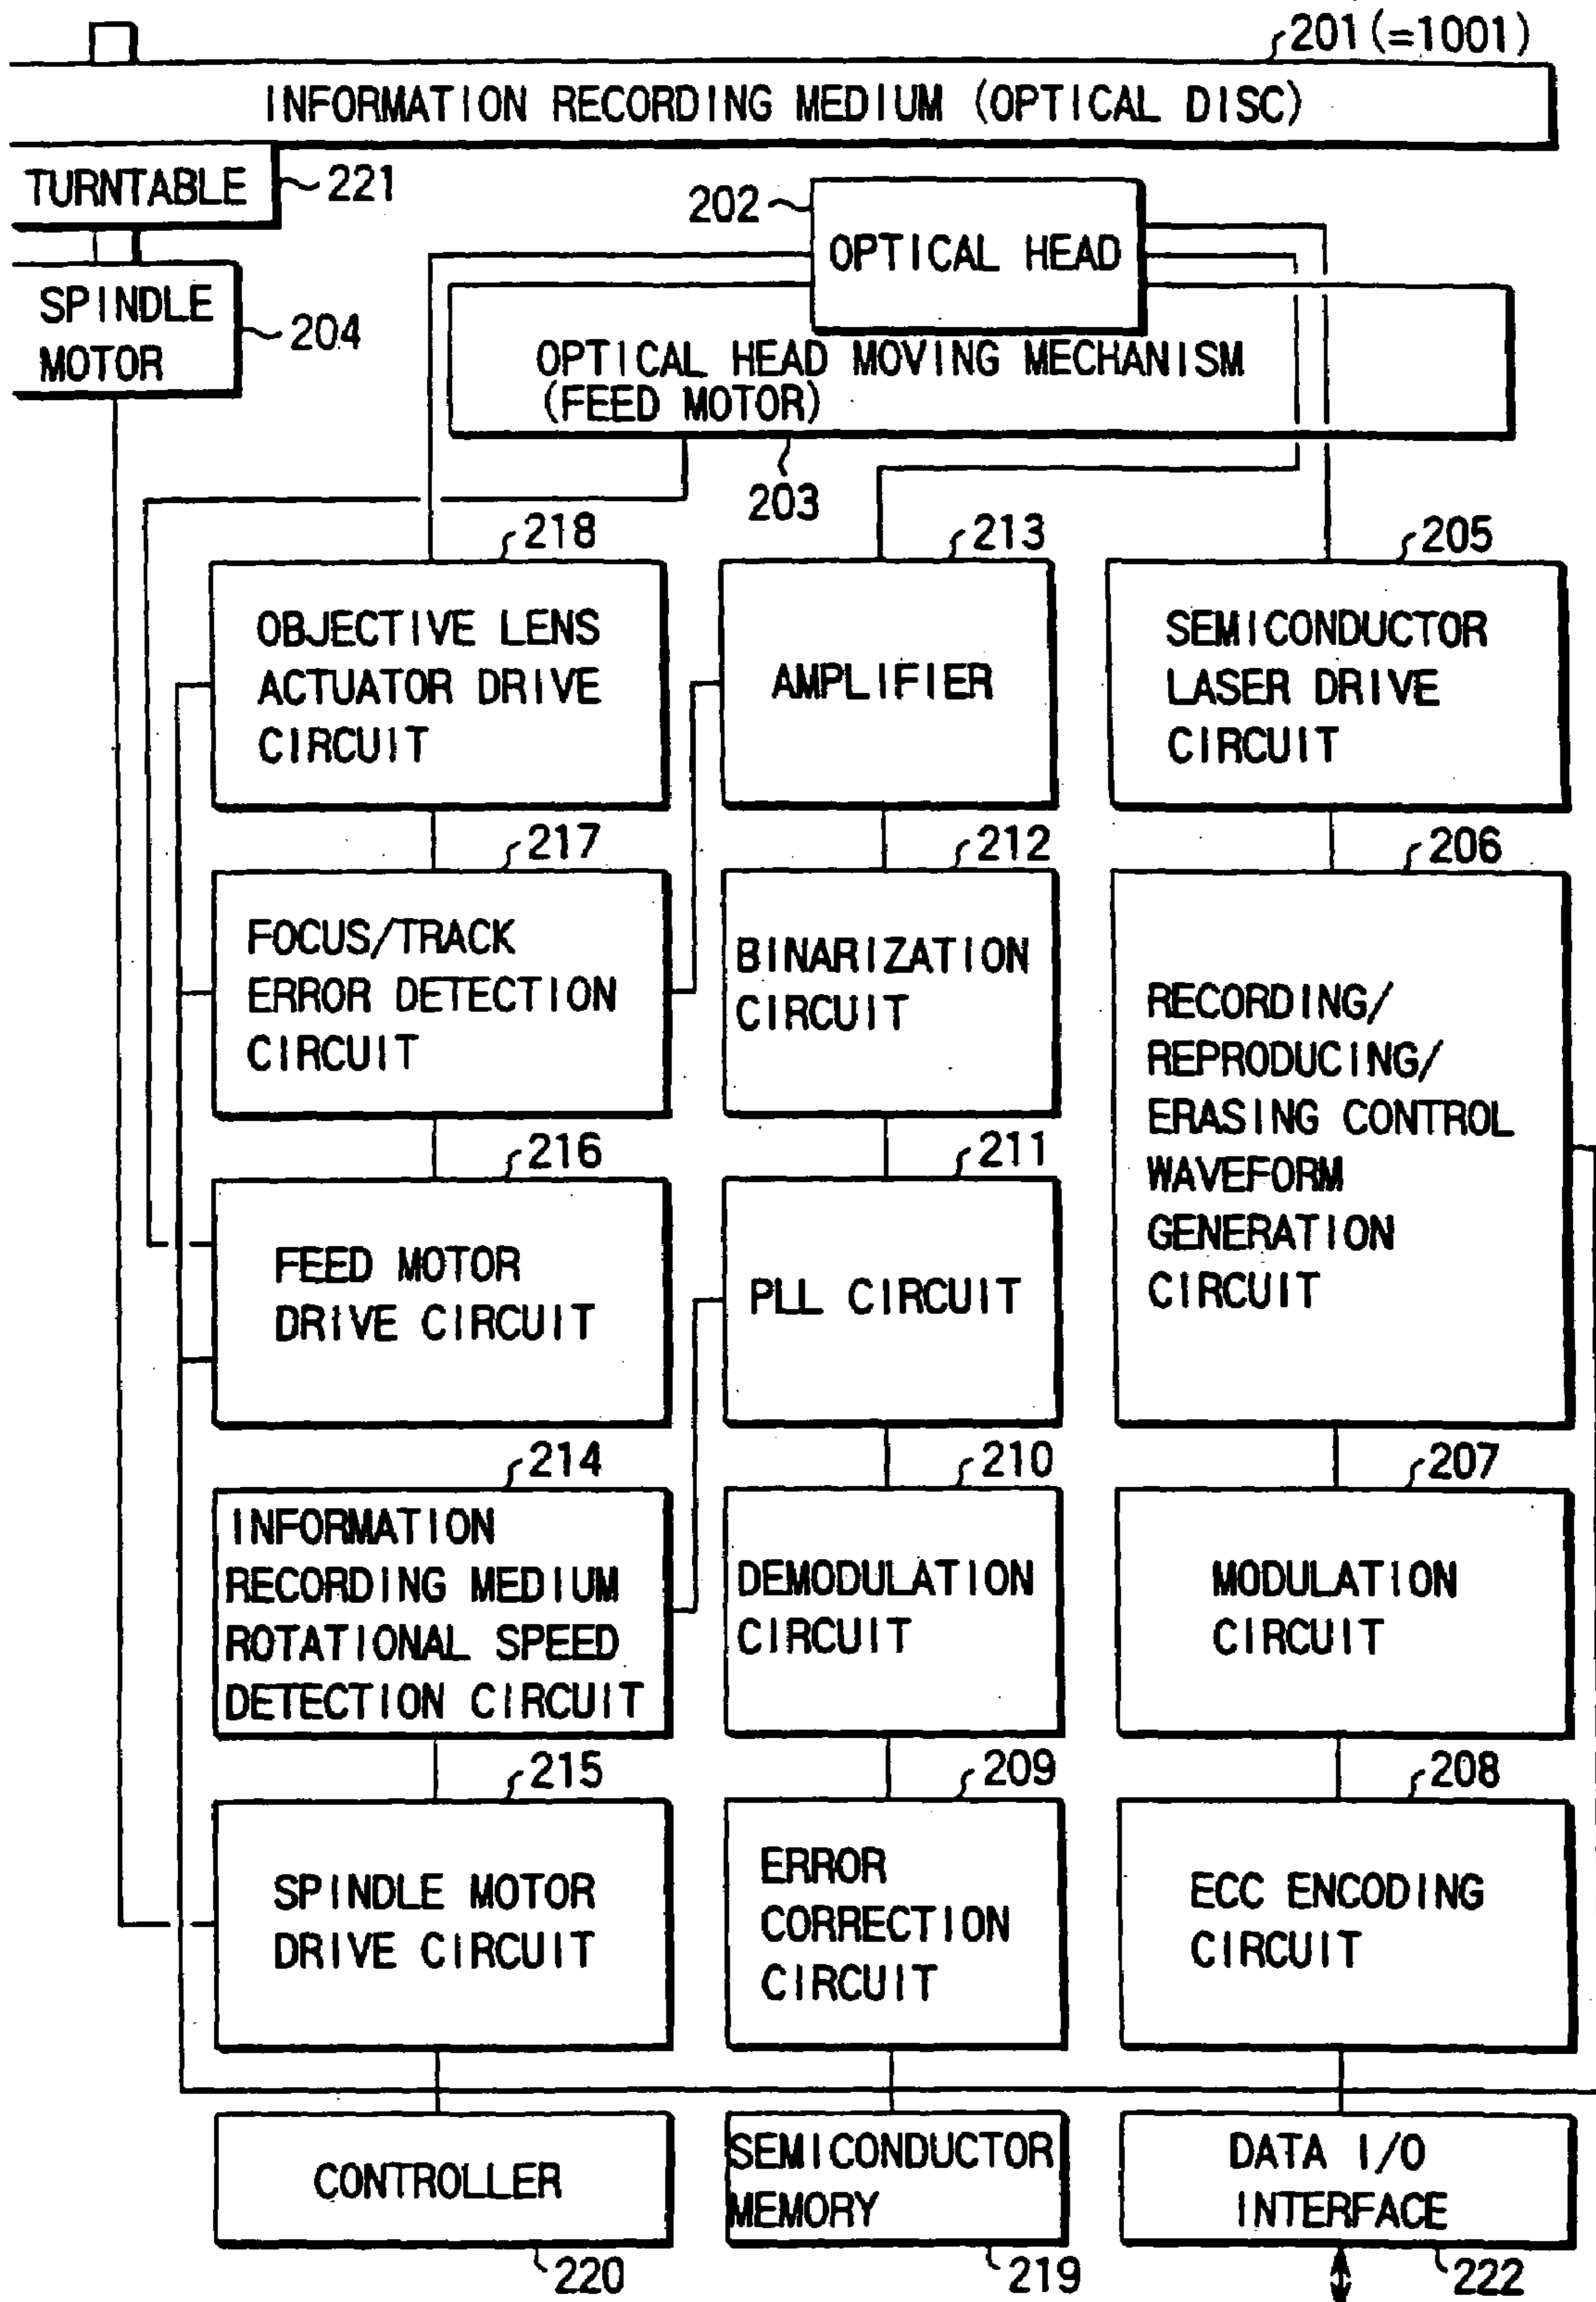 201(=1001)
INFORMATION RECORDING MEDIUM (OPTICAL DISC)
TURNTABLE
221
202
OPTICAL HEAD
SPINDLE
MOTOR
204
OPTICAL HEAD MOVING MECHANISM
(FEED MOTOR)
203
218
OBJECTIVE LENS
ACTUATOR DRIVE
CIRCUIT
213
AMPLIFIER
205
SEMICONDUCTOR
LASER DRIVE
CIRCUIT
217
FOCUS/TRACK
ERROR DETECTION
CIRCUIT
212
BINARIZATION
CIRCUIT
206
RECORDING/
REPRODUCING/
ERASING CONTROL
WAVEFORM
GENERATION
CIRCUIT
216
FEED MOTOR
DRIVE CIRCUIT
211
PLL CIRCUIT
214
INFORMATION
RECORDING MEDIUM
ROTATIONAL SPEED
DETECTION CIRCUIT
210
DEMODULATION
CIRCUIT
207
MODULATION
CIRCUIT
215
SPINDLE MOTOR
DRIVE CIRCUIT
209
ERROR
CORRECTION
CIRCUIT
208
ECC ENCODING
CIRCUIT
CONTROLLER
220
SEMICONDUCTOR
MEMORY
219
DATA I/O
INTERFACE
222